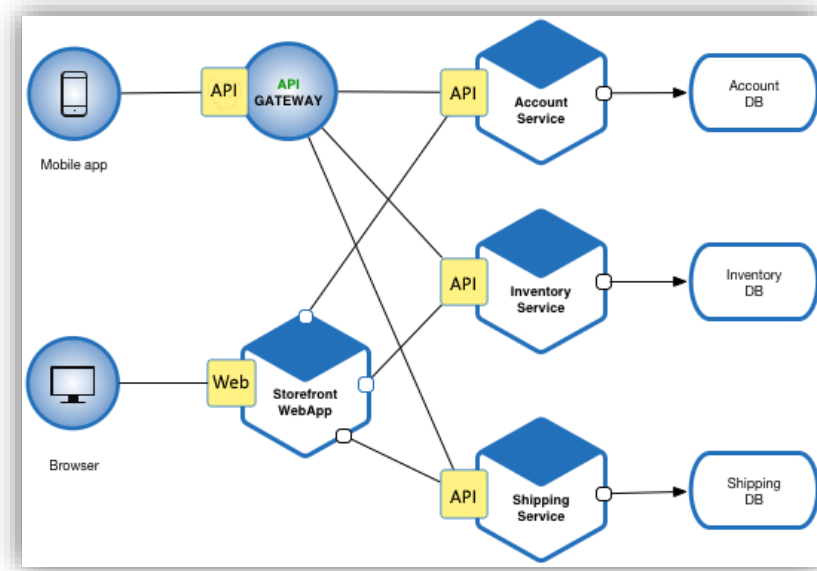 API
API
GATEWAY
API
Account
Service
Account
DB
Mobile app
API
Inventory
Service
Inventory
DB
Web
Storefront
WebApp
Browser
API
Shipping
Service
Shipping
DB